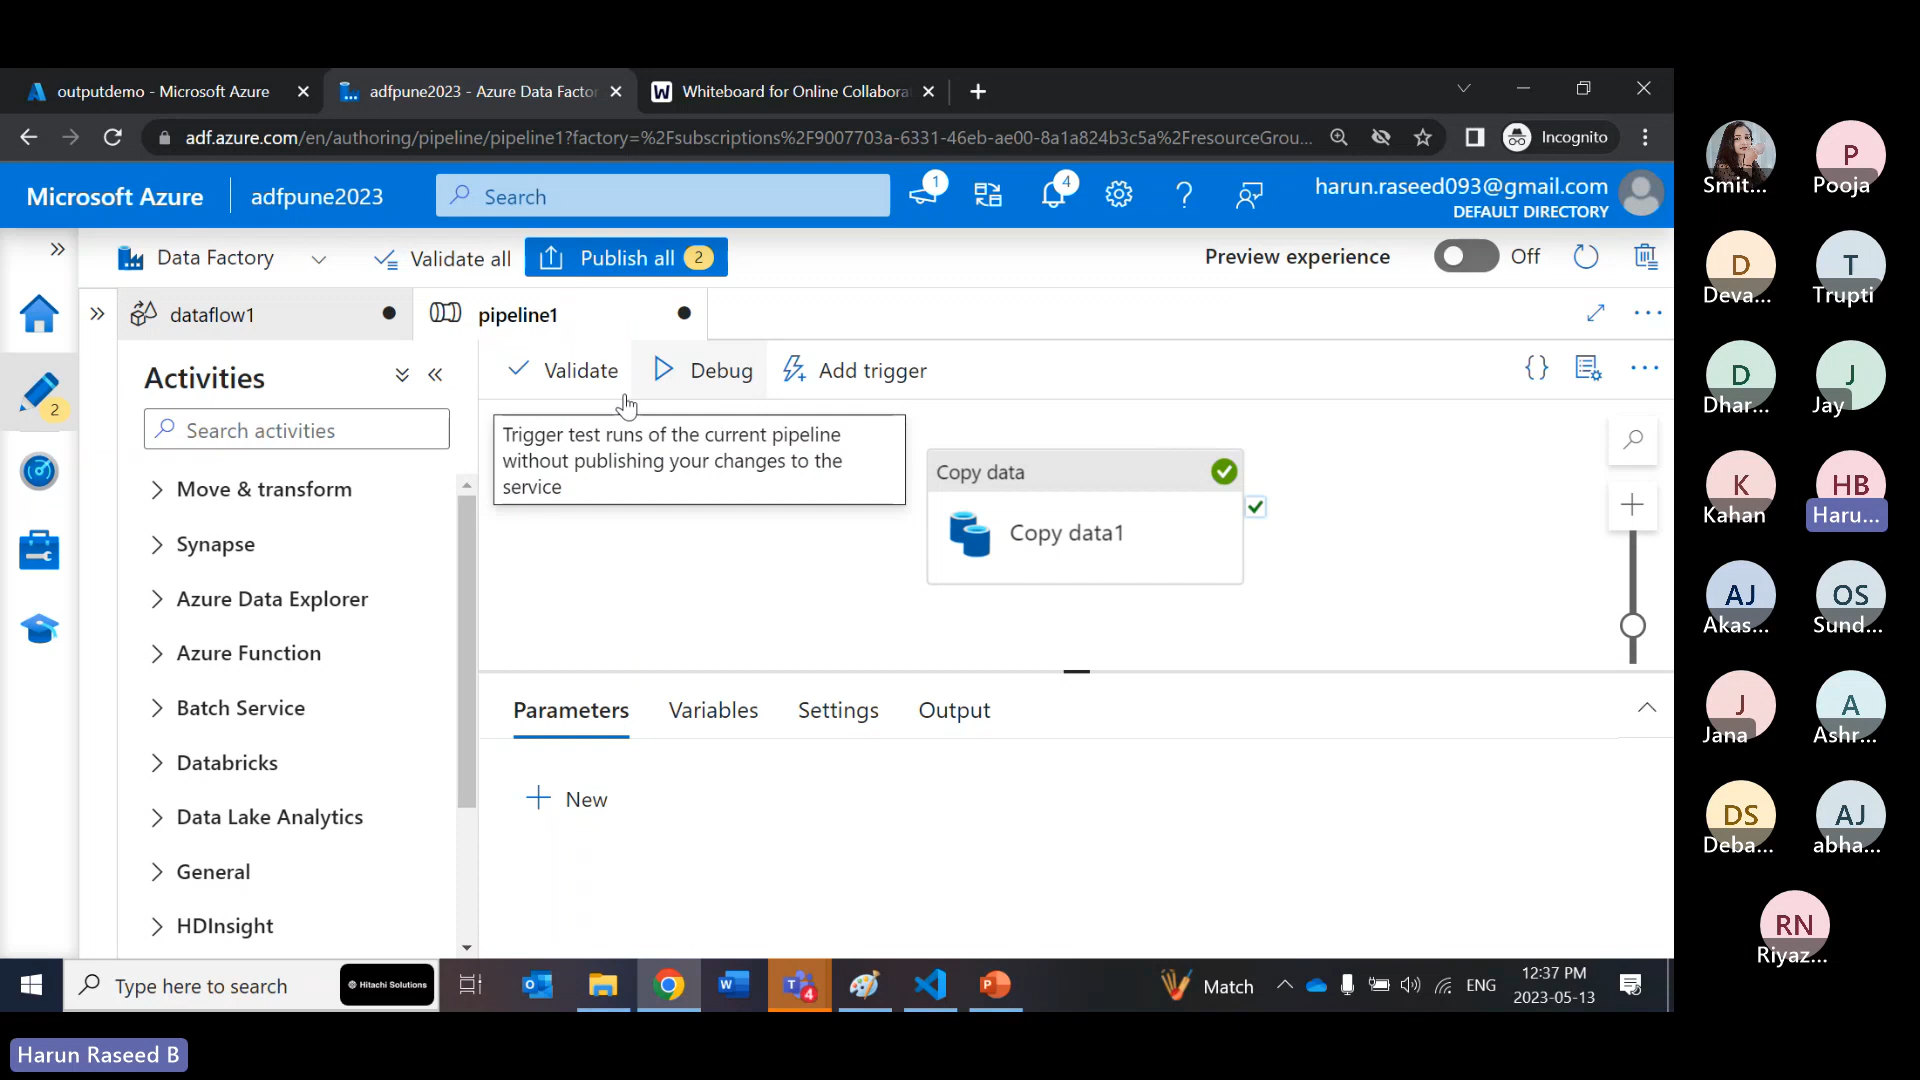 outputdemo - Microsoft Azure
adfpune2023 - Azure Data Facto
Whiteboard for Online Collabora
adf.azure.com/en/authoring/pipeline/pipeline1?factory=%2Fsubscriptions%2F9007703a-6331-46eb-ae00-8a1a824b3c5a%2FresourceGrou...
Incognito
Microsoft Azure
adfpune2023
Search
1
4
harun.raseed093@gmail.com
DEFAULT DIRECTORY
Data Factory
Validate all
Publish all 2
Preview experience
Off
dataflow1
pipeline1
Validate
Debug
Add trigger
2
Activities
Search activities
Move & transform
Synapse
Azure Data Explorer
Azure Function
Batch Service
Databricks
Data Lake Analytics
General
HDInsight
Trigger test runs of the current pipeline
without publishing your changes to the
service
Copy data
Copy data1
Parameters
Variables
Settings
Output
New
Type here to search
Hitachi Solutions
4
Match
ENG
12:37 PM
2023-05-13
Harun Raseed B
Smit...
P
Pooja
D
Deva...
T
Trupti
D
Dhar...
J
Jay
K
Kahan
HB
Haru...
AJ
Akas...
OS
Sund...
J
Jana
A
Ashr...
DS
Deba...
AJ
abha...
RN
Riyaz...